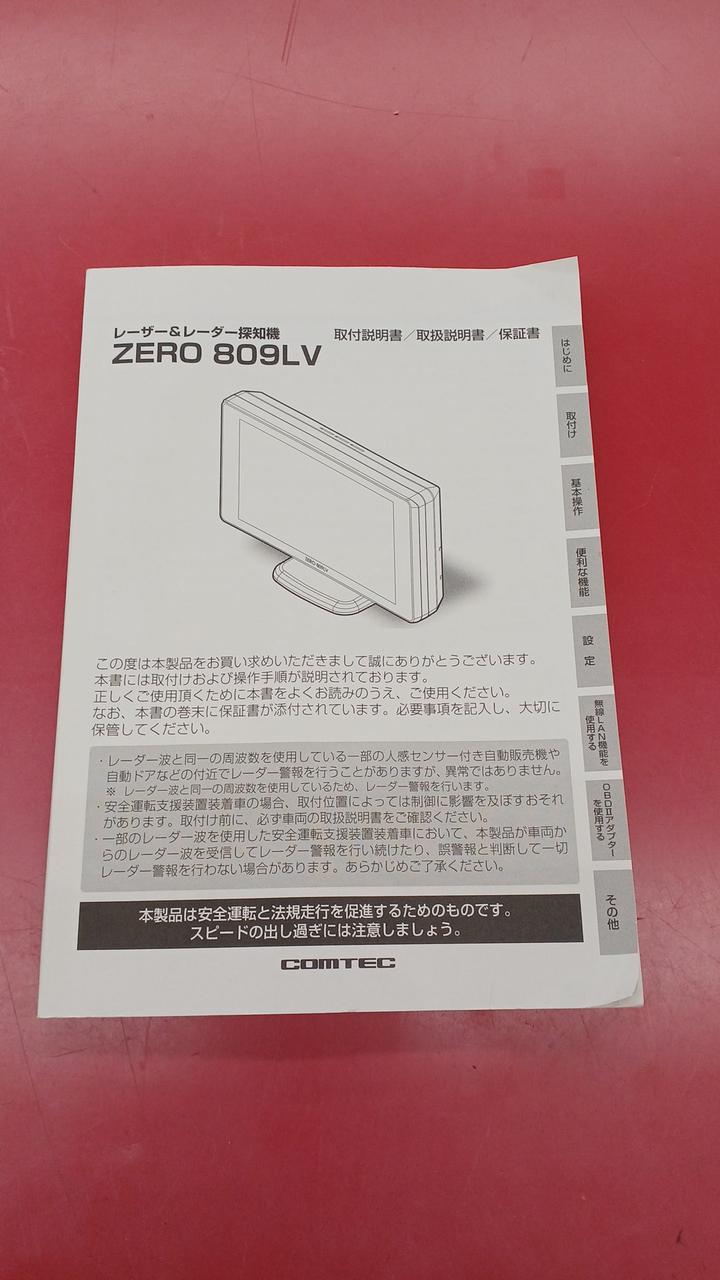 レーザー&レーダー探知機
ZERO 809LV
取付説明書/取扱説明書/保証書
この度は本製品をお買い求めいただきまして誠にありがとうございます。
本書には取付けおよび操作手順が説明されております。
正しくご使用頂くために本書をよくお読みのうえ、ご使用ください。
なお、本書の巻末に保証書が添付されています。必要事項を記入し、大切に
保管してください。
・レーダー波と同一の周波数を使用している一部の人感センサー付き自動販売機や
自動ドアなどの付近でレーダー警報を行うことがありますが、異常ではありません。
※ レーダー波と同一の周波数を使用しているため、レーダー警報を行います。
・安全運転支援装置装着車の場合、取付位置によっては制御に影響を及ぼすおそれ
があります。取付け前に、必ず車両の取扱説明書をご確認ください。
・一部のレーダー波を使用した安全運転支援装置装着車において、本製品が車両か
らのレーダー波を受信してレーダー警報を行い続けたり、誤警報と判断して一切
レーダー警報を行わない場合があります。あらかじめご了承ください。
本製品は安全運転と法規走行を促進するためのものです。
スピードの出し過ぎには注意しましょう。
COMTEC
はじめに
取付け
基本操作
便利な機能
設定
無線LAN機能を
使用する
OBDⅡアダプター
を使用する
その他